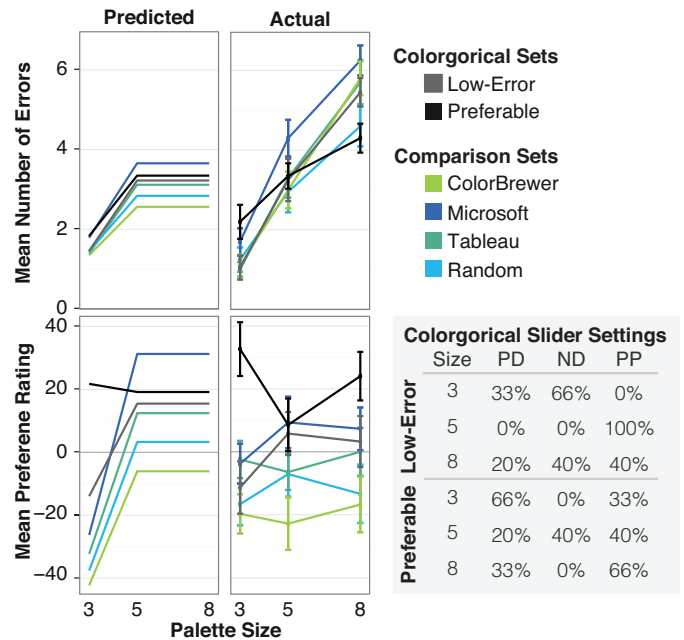 Predicted Actual
Mean Number of Errors
6
4
2
0
Colorgorical Sets
Low-Error
Preferable
Comparison Sets
ColorBrewer
Microsoft
Tableau
Random
Mean Preferene Rating
40
20
0
−20
−40
3 5 8 3 5 8
Palette Size
Colorgorical Slider Settings
Size PD ND PP
Low-Error
3 33% 66% 0%
5 0% 0% 100%
8 20% 40% 40%
Preferable
3 66% 0% 33%
5 20% 40% 40%
8 33% 0% 66%